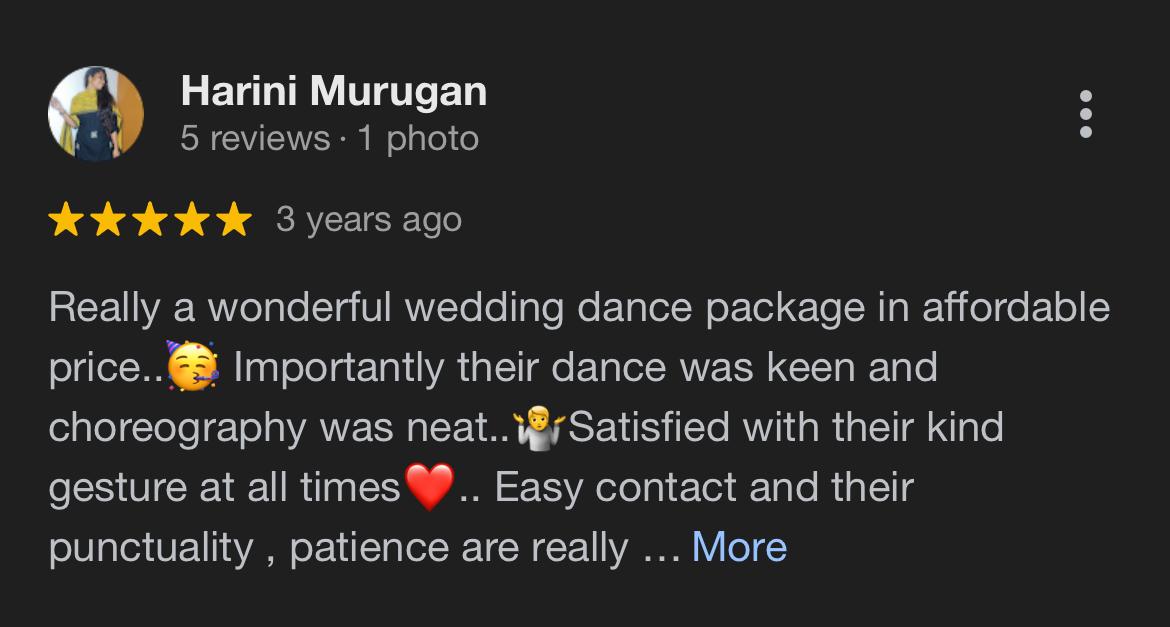 Harini Murugan
5 reviews · 1 photo
3 years ago
Really a wonderful wedding dance package in affordable
price..🥳 Importantly their dance was keen and
choreography was neat..🤷‍♂️Satisfied with their kind
gesture at all times❤️.. Easy contact and their
punctuality , patience are really … More